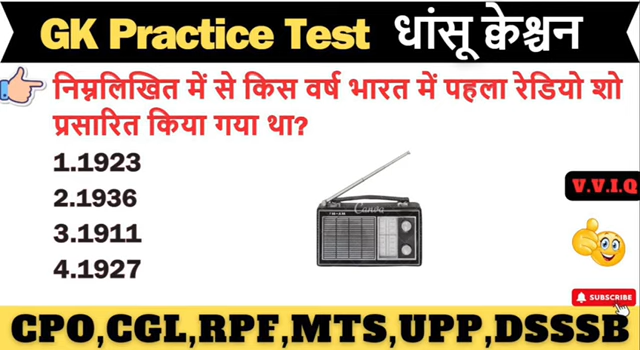 GK Practice Test धांसू क्वेश्चन
निम्नलिखित में से किस वर्ष भारत में पहला रेडियो शो
प्रसारित किया गया था?
1.1923
2.1936
3.1911
4.1927
V.V.I.Q
Canva
SUBSCRIBE
CPO,CGL,RPF,MTS,UPP,DSSSB